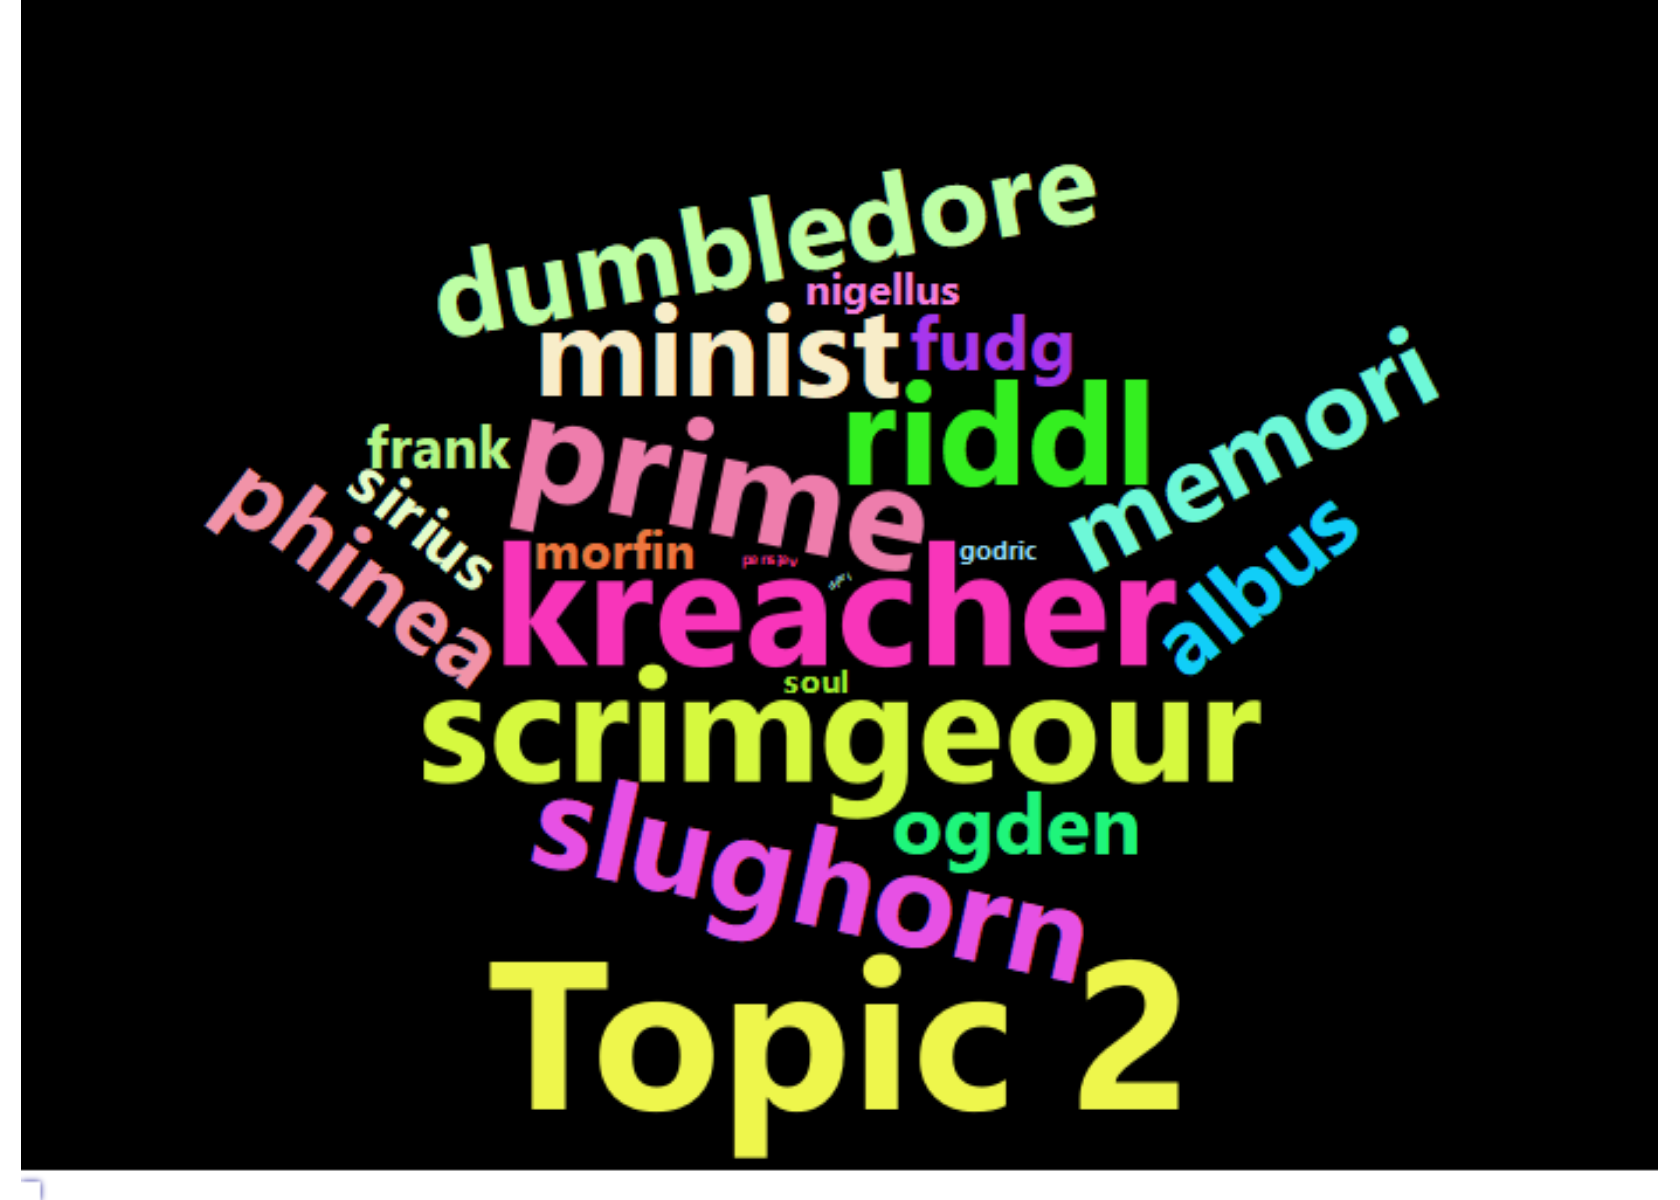 dumbledore
nigellus
minist
fudg
riddl
memori
frank
prime
sirius
phinea
morfin
godric
albus
kreacher
soul
scrimgeour
slughorn
ogden
Topic 2